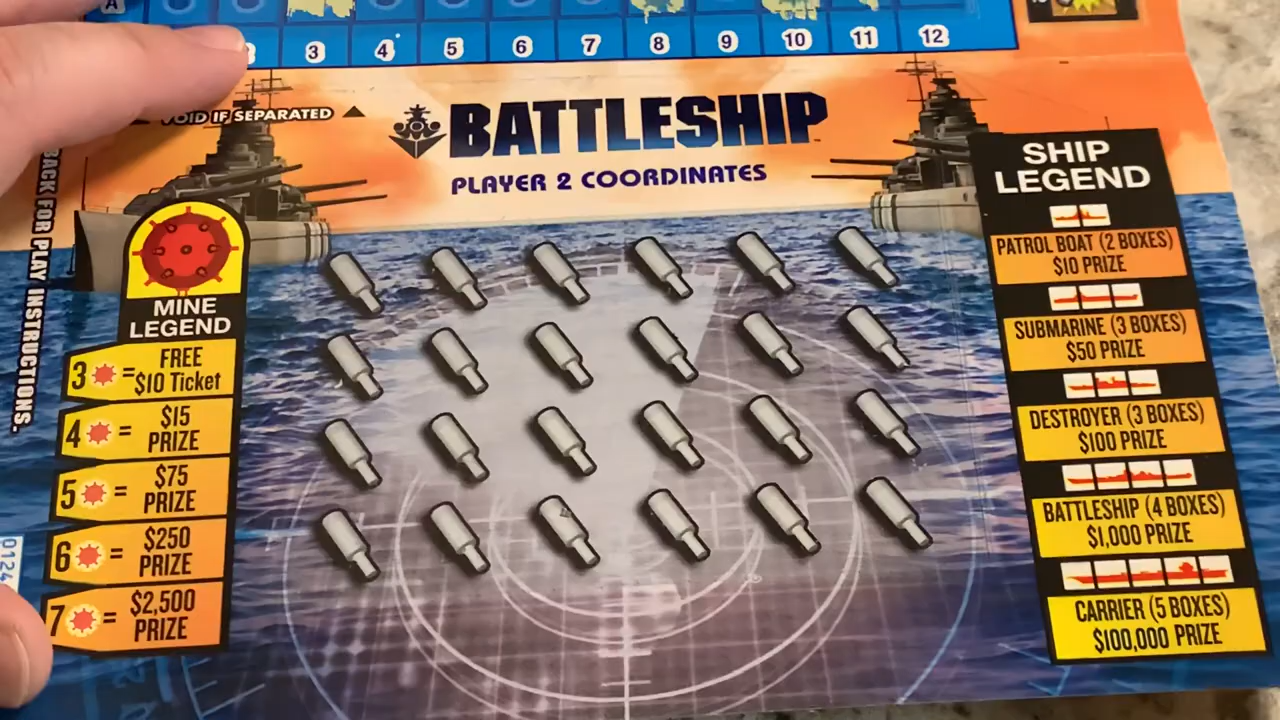 A
3 4 5 6 7 8 9 10 11 12
VOID IF SEPARATED
BATTLESHIP
PLAYER 2 COORDINATES
BACK FOR PLAY INSTRUCTIONS.
MINE
LEGEND
3 = FREE
$10 Ticket
4 = $15
PRIZE
5 = $75
PRIZE
6 = $250
PRIZE
7 = $2,500
PRIZE
0124
SHIP
LEGEND
PATROL BOAT (2 BOXES)
$10 PRIZE
SUBMARINE (3 BOXES)
$50 PRIZE
DESTROYER (3 BOXES)
$100 PRIZE
BATTLESHIP (4 BOXES)
$1,000 PRIZE
CARRIER (5 BOXES)
$100,000 PRIZE